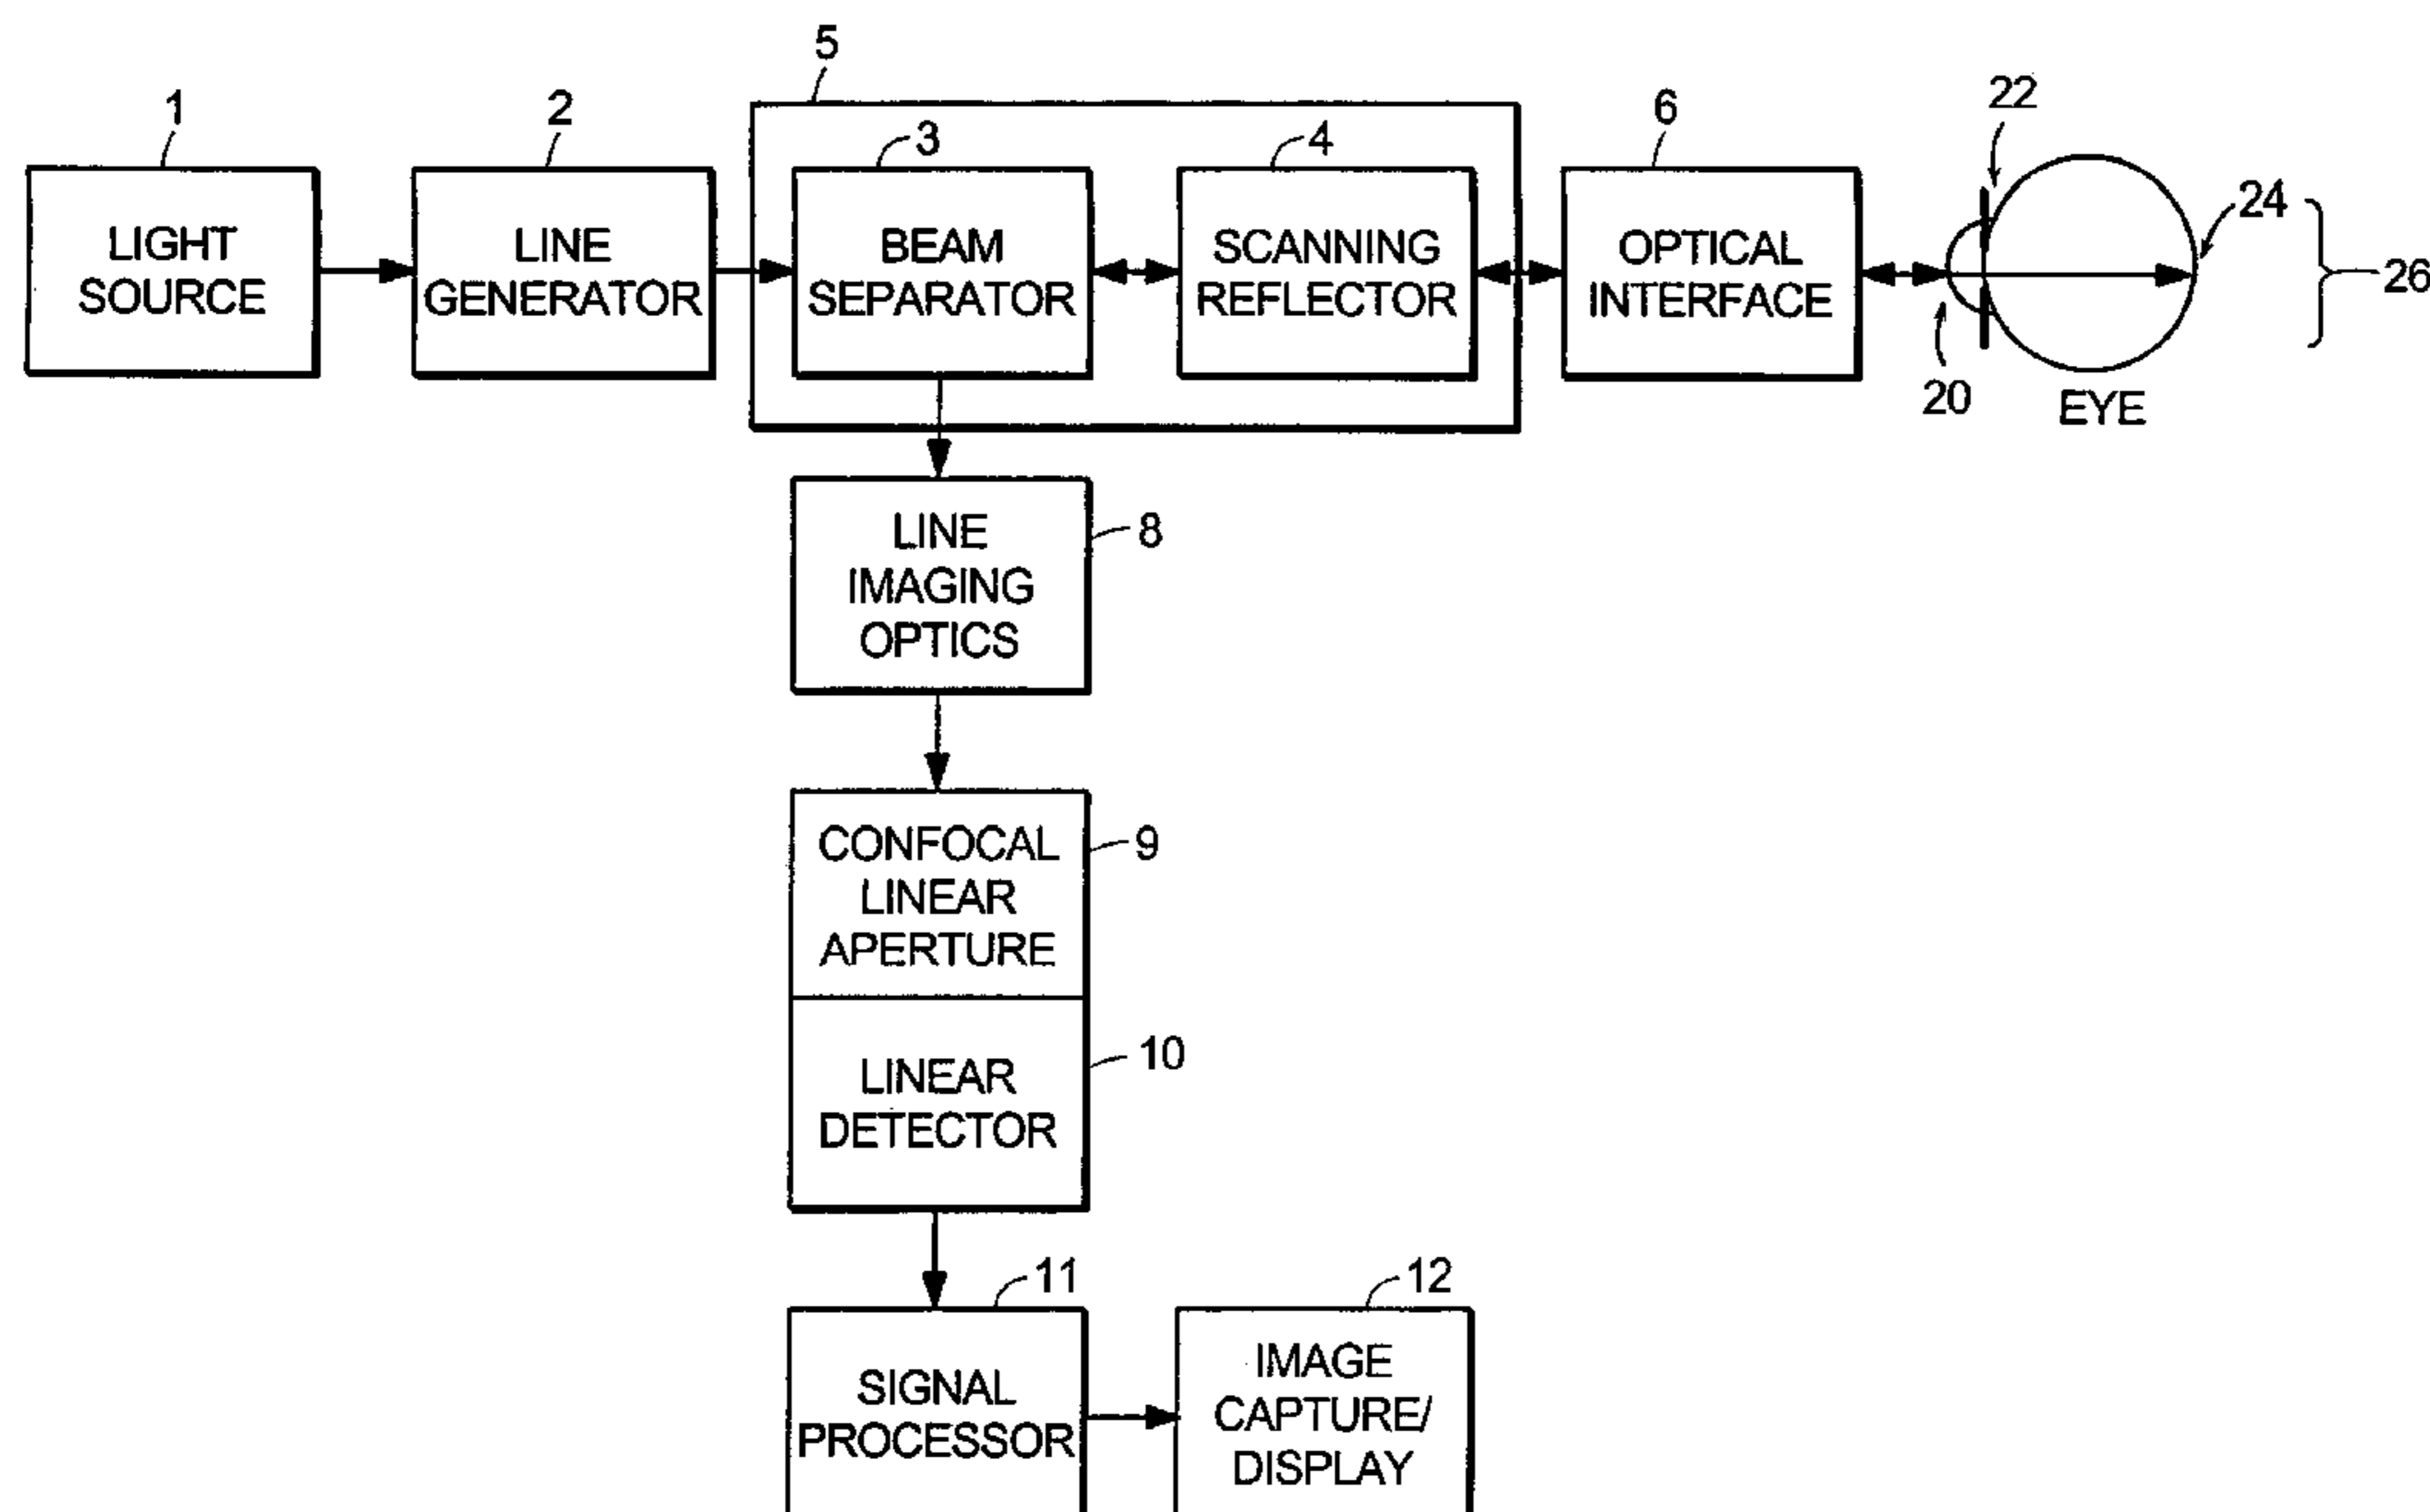 5
1
2
3
4
6
22
LIGHT
SOURCE
LINE
GENERATOR
BEAM
SEPARATOR
SCANNING
REFLECTOR
OPTICAL
INTERFACE
24
26
20
EYE
LINE
IMAGING
OPTICS
8
CONFOCAL
LINEAR
APERTURE
9
LINEAR
DETECTOR
10
11
12
SIGNAL
PROCESSOR
IMAGE
CAPTURE/
DISPLAY